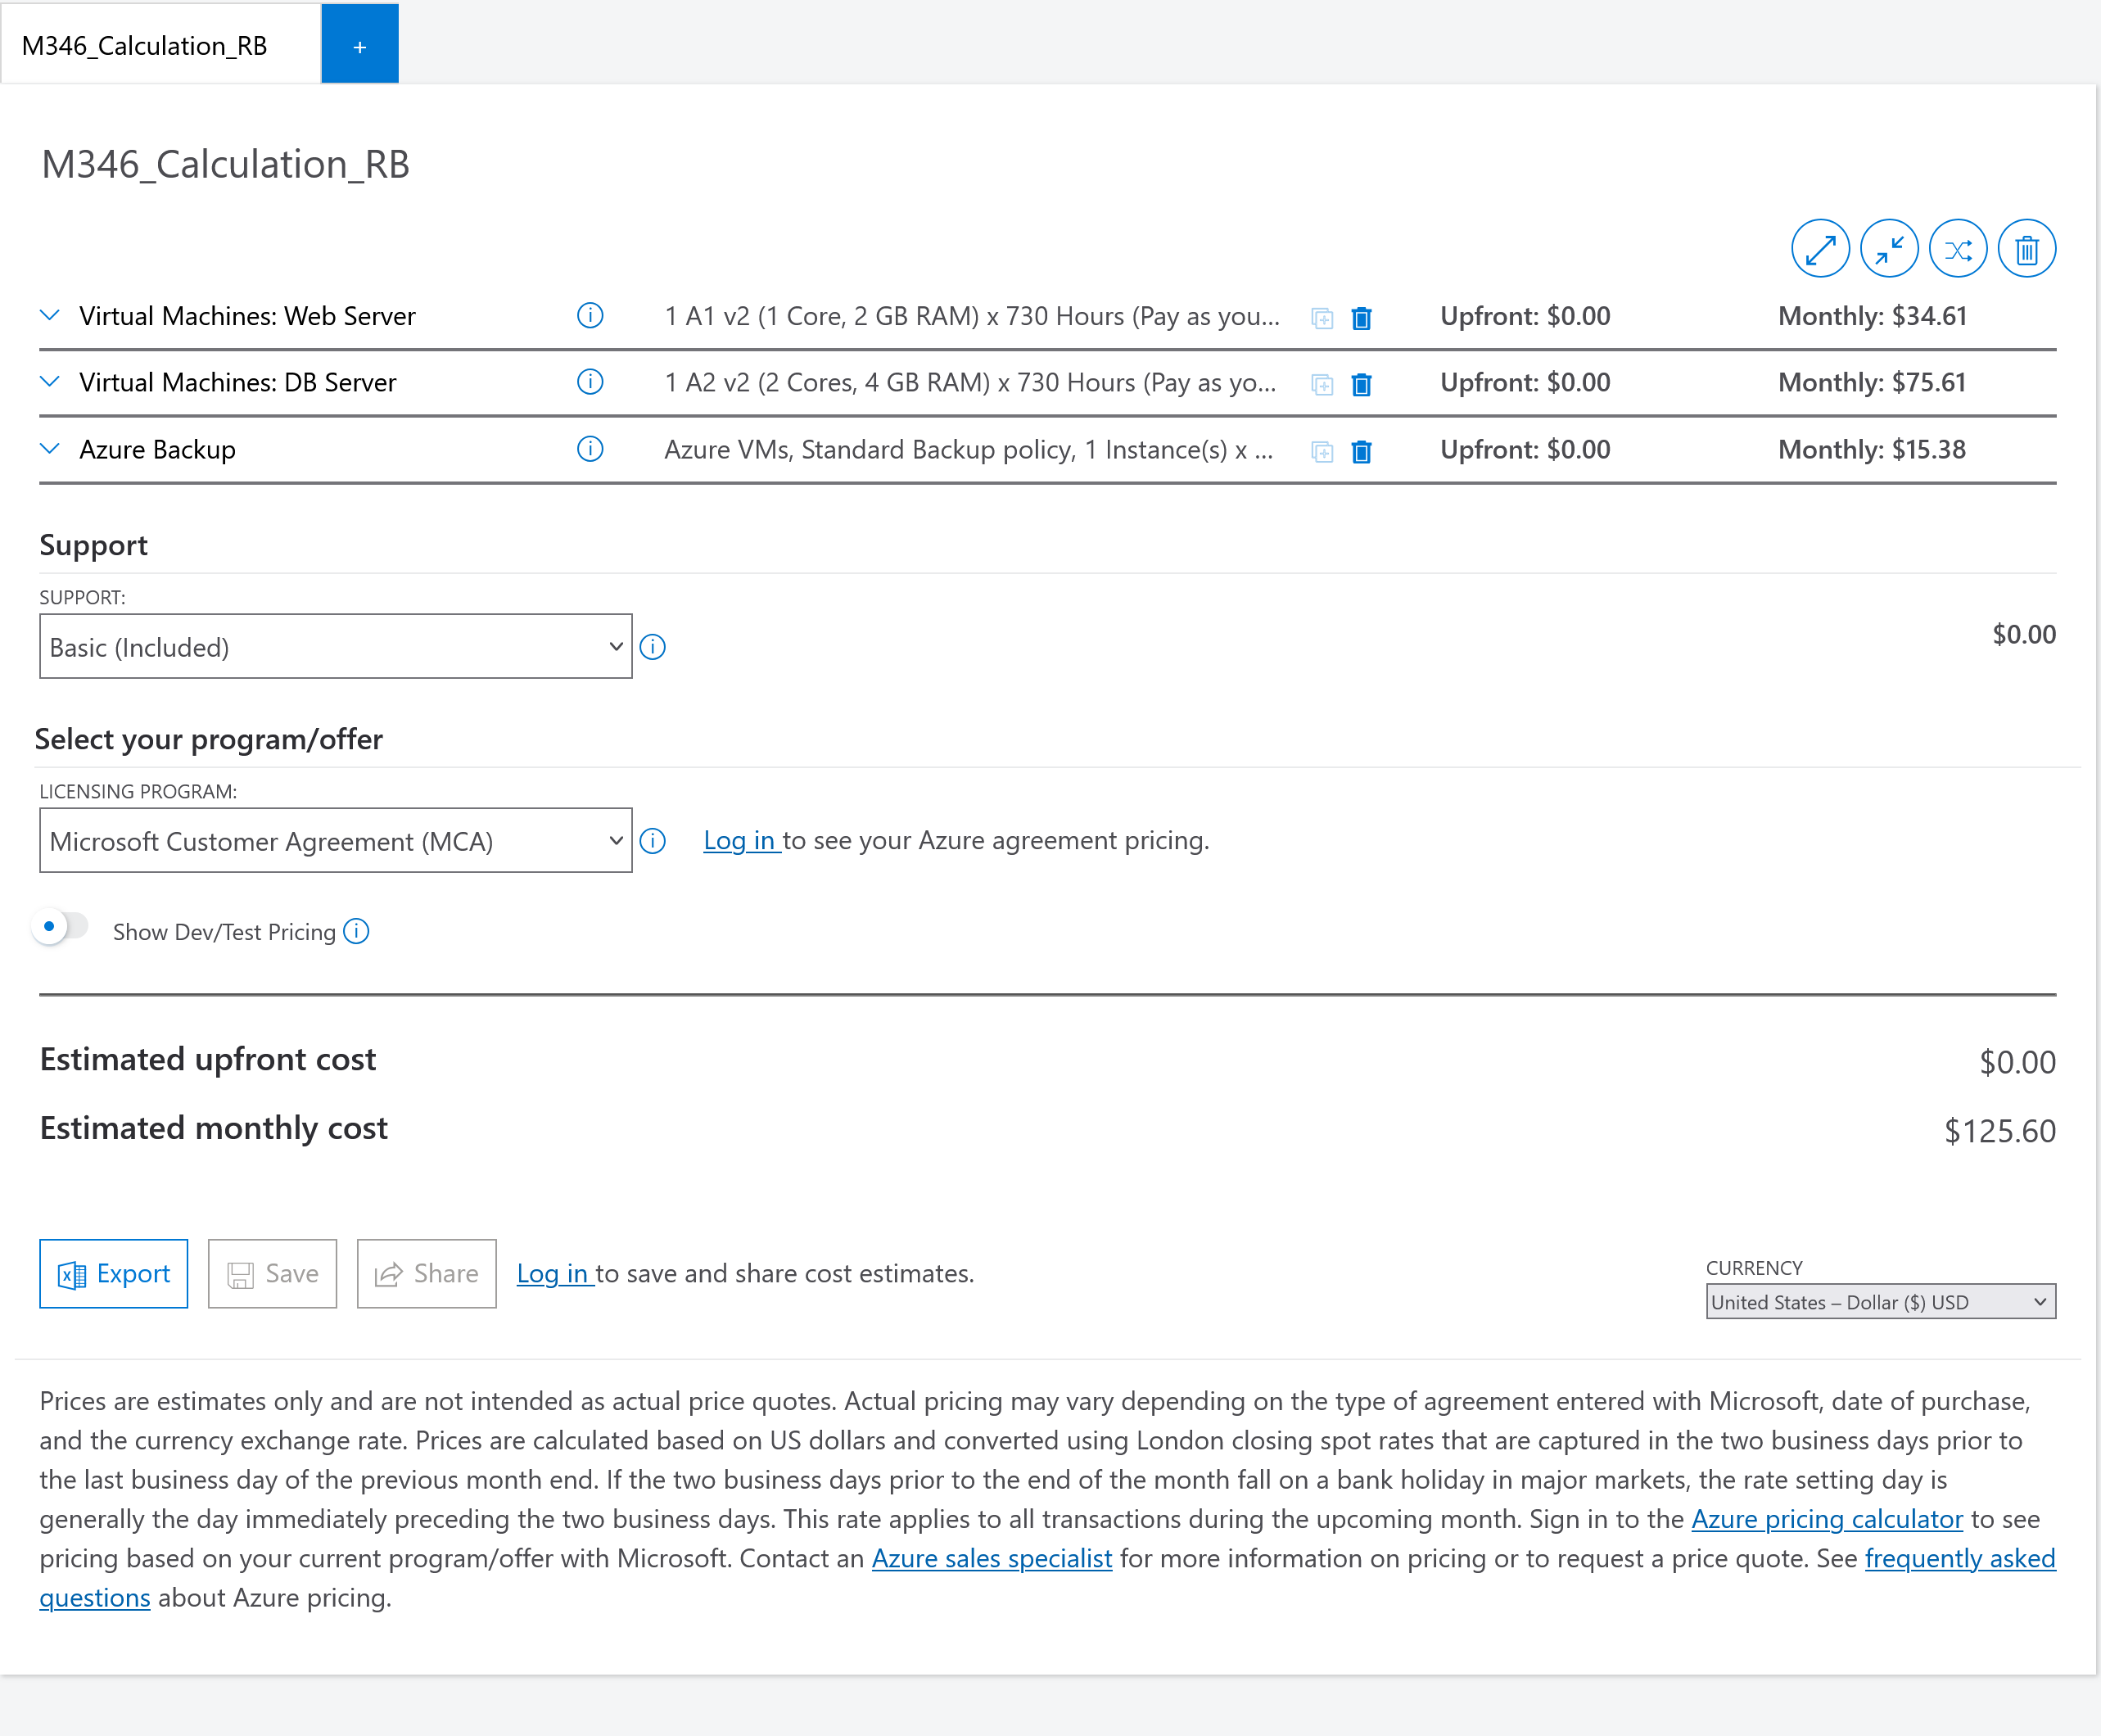 M346_Calculation_RB
+
M346_Calculation_RB
Virtual Machines: Web Server 1 A1 v2 (1 Core, 2 GB RAM) x 730 Hours (Pay as you... Upfront: $0.00 Monthly: $34.61
Virtual Machines: DB Server 1 A2 v2 (2 Cores, 4 GB RAM) x 730 Hours (Pay as yo... Upfront: $0.00 Monthly: $75.61
Azure Backup Azure VMs, Standard Backup policy, 1 Instance(s) x ... Upfront: $0.00 Monthly: $15.38
Support
SUPPORT:
Basic (Included) $0.00
Select your program/offer
LICENSING PROGRAM:
Microsoft Customer Agreement (MCA) Log in to see your Azure agreement pricing.
Show Dev/Test Pricing
Estimated upfront cost $0.00
Estimated monthly cost $125.60
Export Save Share Log in to save and share cost estimates.
CURRENCY
United States – Dollar ($) USD
Prices are estimates only and are not intended as actual price quotes. Actual pricing may vary depending on the type of agreement entered with Microsoft, date of purchase,
and the currency exchange rate. Prices are calculated based on US dollars and converted using London closing spot rates that are captured in the two business days prior to
the last business day of the previous month end. If the two business days prior to the end of the month fall on a bank holiday in major markets, the rate setting day is
generally the day immediately preceding the two business days. This rate applies to all transactions during the upcoming month. Sign in to the Azure pricing calculator to see
pricing based on your current program/offer with Microsoft. Contact an Azure sales specialist for more information on pricing or to request a price quote. See frequently asked
questions about Azure pricing.